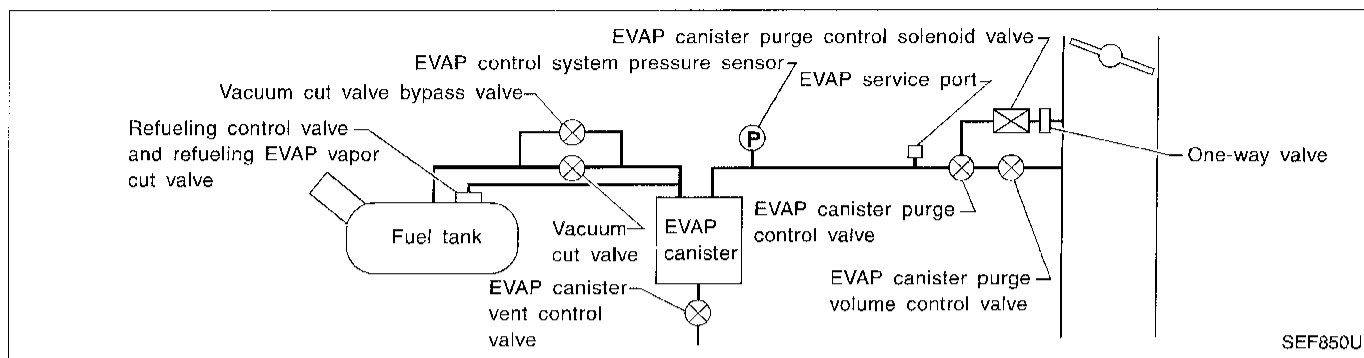 EVAP canister purge control solenoid valve
EVAP control system pressure sensor
EVAP service port
Vacuum cut valve bypass valve
Refueling control valve
and refueling EVAP vapor
cut valve
P
One-way valve
Fuel tank
Vacuum
cut valve
EVAP
canister
EVAP canister purge
control valve
EVAP canister
vent control
valve
EVAP canister purge
volume control valve
SEF850U